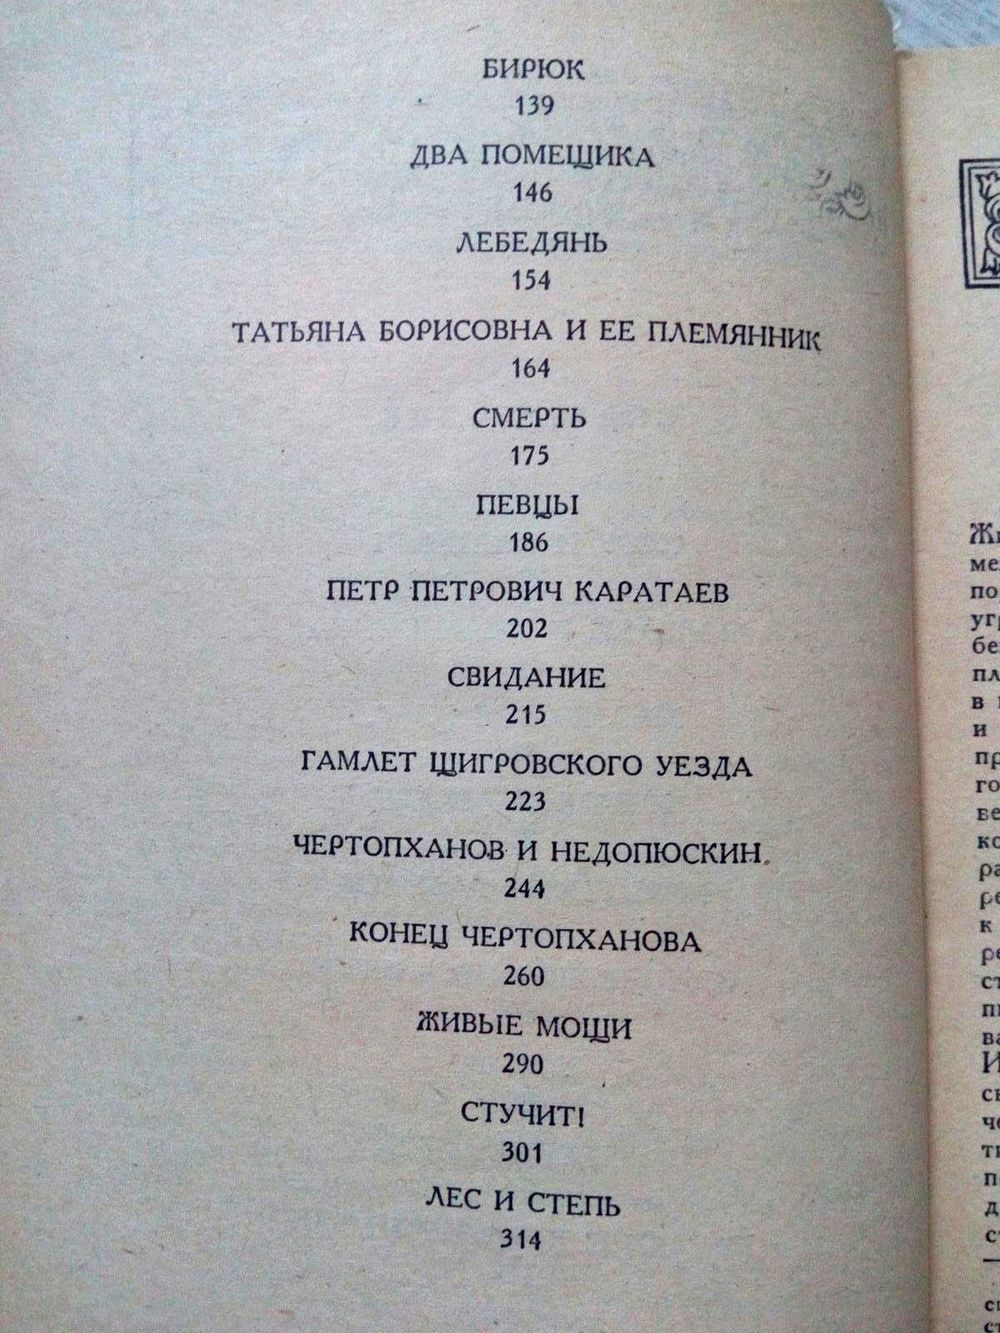 БИРЮК
139
ДВА ПОМЕЩИКА
146
ЛЕБЕДЯНЬ
154
ТАТЬЯНА БОРИСОВНА И ЕЕ ПЛЕМЯННИК
164
СМЕРТЬ
175
ПЕВЦЫ
186
ПЕТР ПЕТРОВИЧ КАРАТАЕВ
202
СВИДАНИЕ
215
ГАМЛЕТ ЩИГРОВСКОГО УЕЗДА
223
ЧЕРТОПХАНОВ И НЕДОПЮСКИН
244
КОНЕЦ ЧЕРТОПХАНОВА
260
ЖИВЫЕ МОЩИ
290
СТУЧИТ!
301
ЛЕС И СТЕПЬ
314